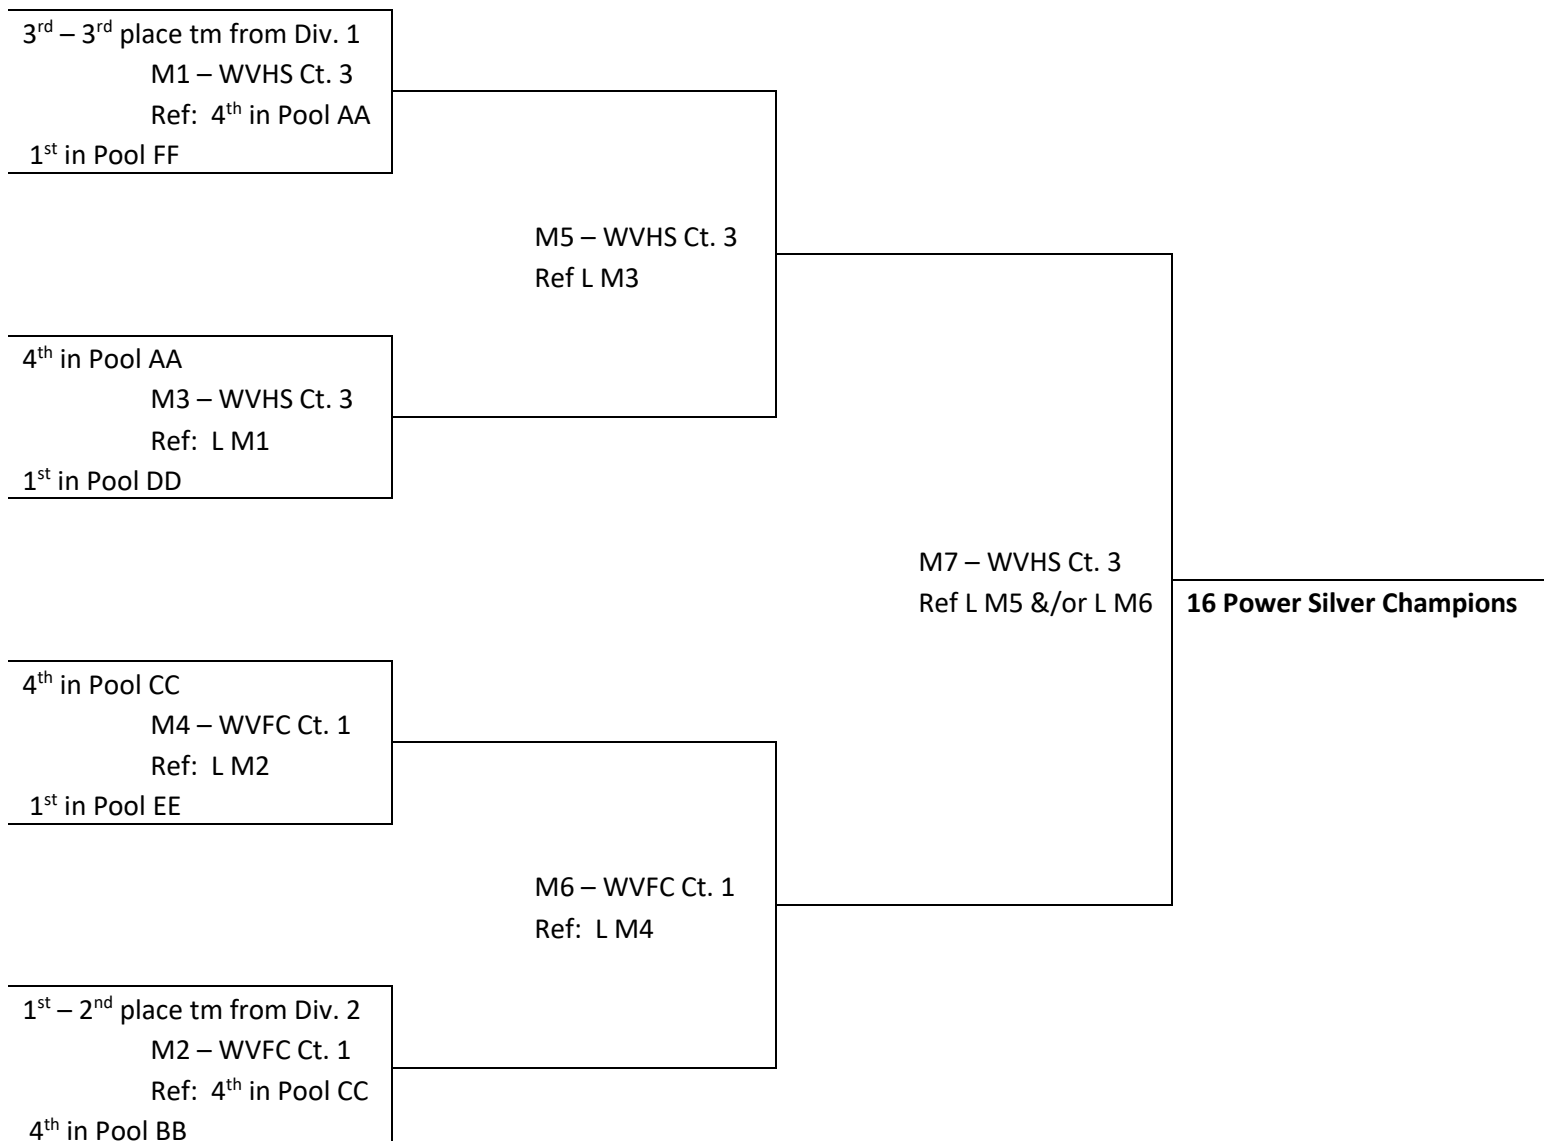 3rd – 3rd place tm from Div. 1
M1 – WVHS Ct. 3
Ref:  4th in Pool AA
1st in Pool FF
M5 – WVHS Ct. 3
Ref L M3
4th in Pool AA
M3 – WVHS Ct. 3
Ref:  L M1
1st in Pool DD
M7 – WVHS Ct. 3
Ref L M5 &/or L M6
16 Power Silver Champions
4th in Pool CC
M4 – WVFC Ct. 1
Ref:  L M2
1st in Pool EE
M6 – WVFC Ct. 1
Ref:  L M4
1st – 2nd place tm from Div. 2
M2 – WVFC Ct. 1
Ref:  4th in Pool CC
4th in Pool BB